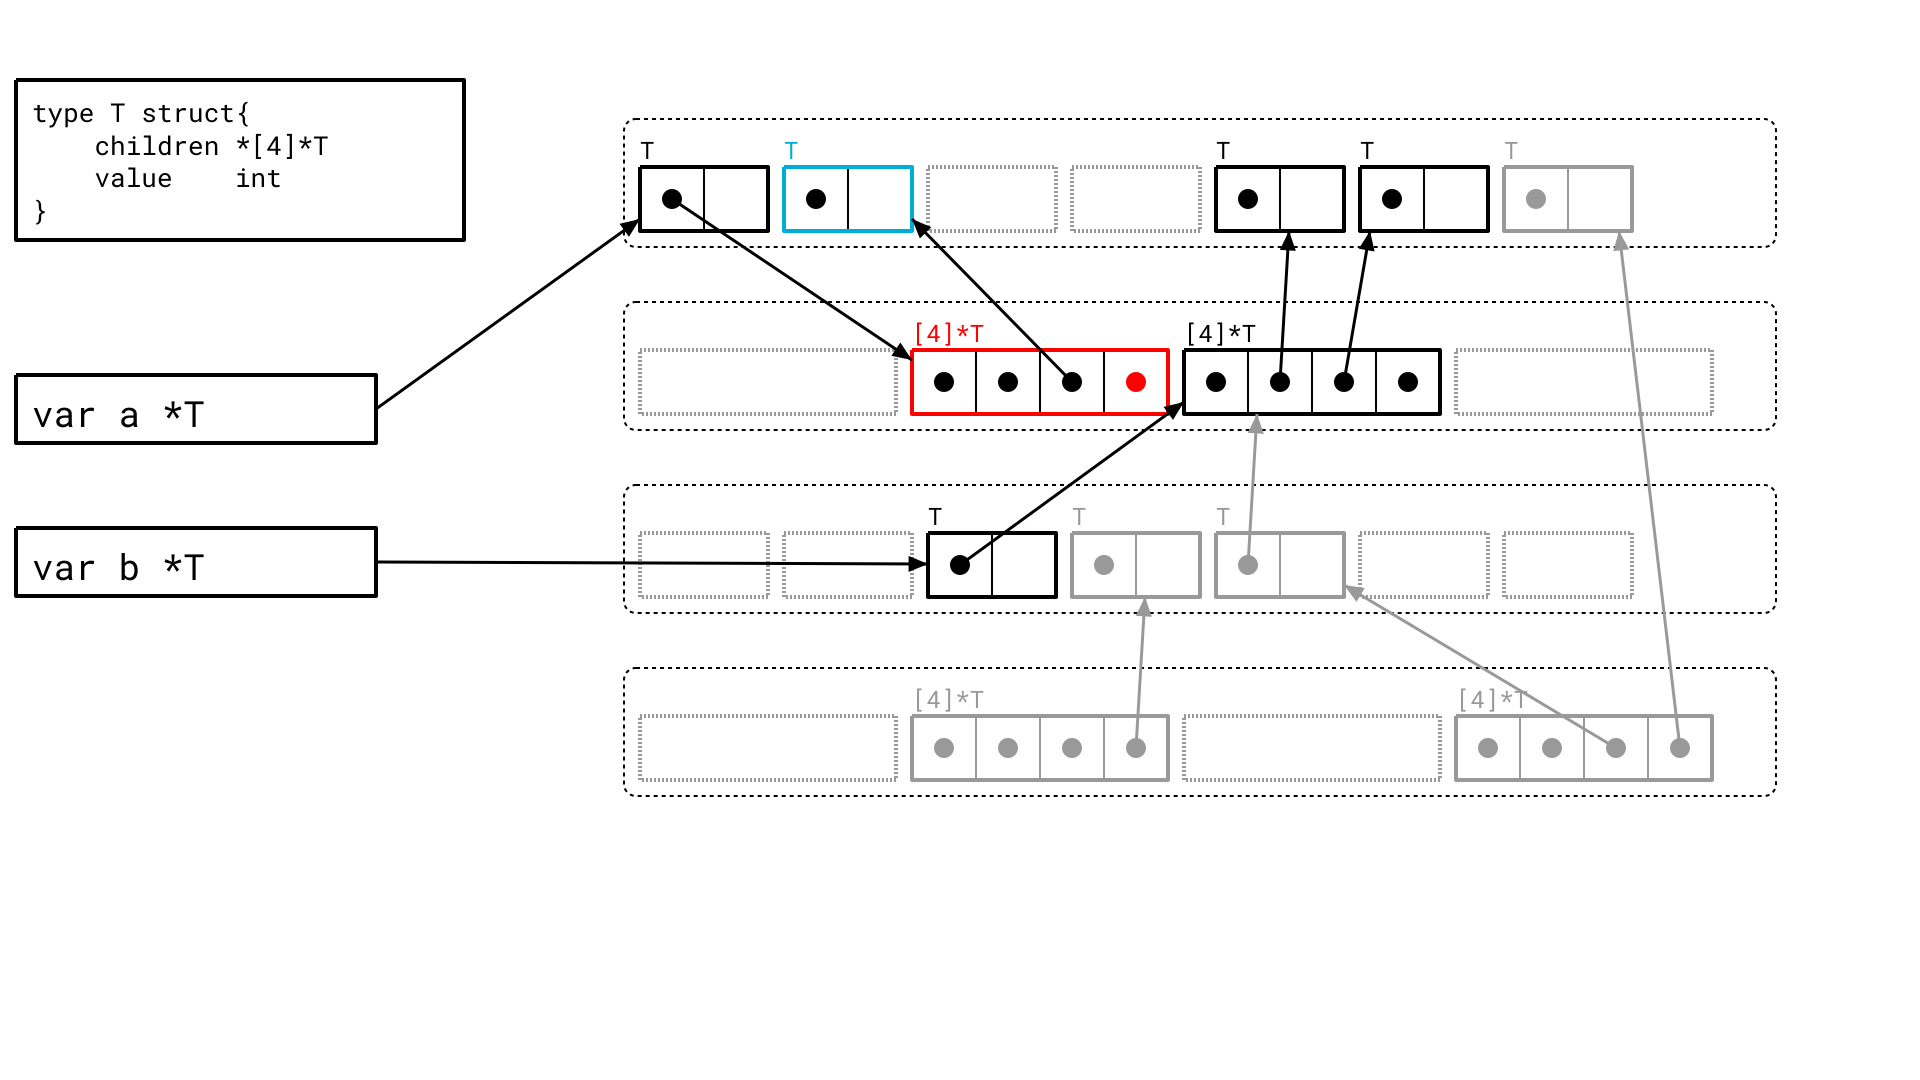 type T struct{
    children *[4]*T
    value    int
}
T
T
T
T
T
[4]*T
[4]*T
var a *T
T
T
T
var b *T
[4]*T
[4]*T